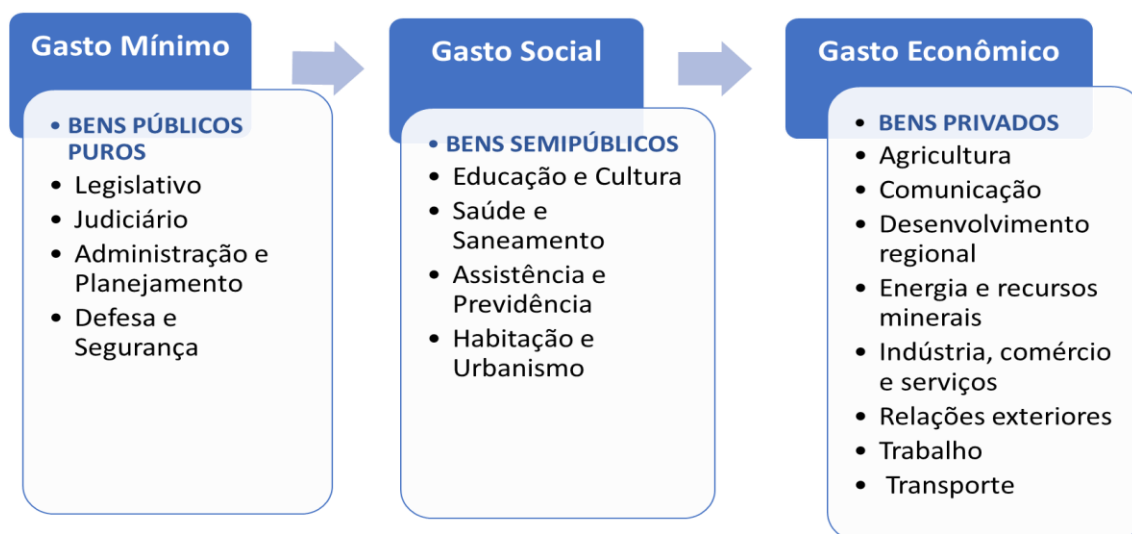 Gasto Mínimo
• BENS PÚBLICOS
PUROS
• Legislativo
• Judiciário
• Administração e
Planejamento
• Defesa e
Segurança
Gasto Social
• BENS SEMIPÚBLICOS
• Educação e Cultura
• Saúde e
Saneamento
• Assistência e
Previdência
• Habitação e
Urbanismo
Gasto Econômico
• BENS PRIVADOS
• Agricultura
• Comunicação
• Desenvolvimento
regional
• Energia e recursos
minerais
• Indústria, comércio
e serviços
• Relações exteriores
• Trabalho
• Transporte